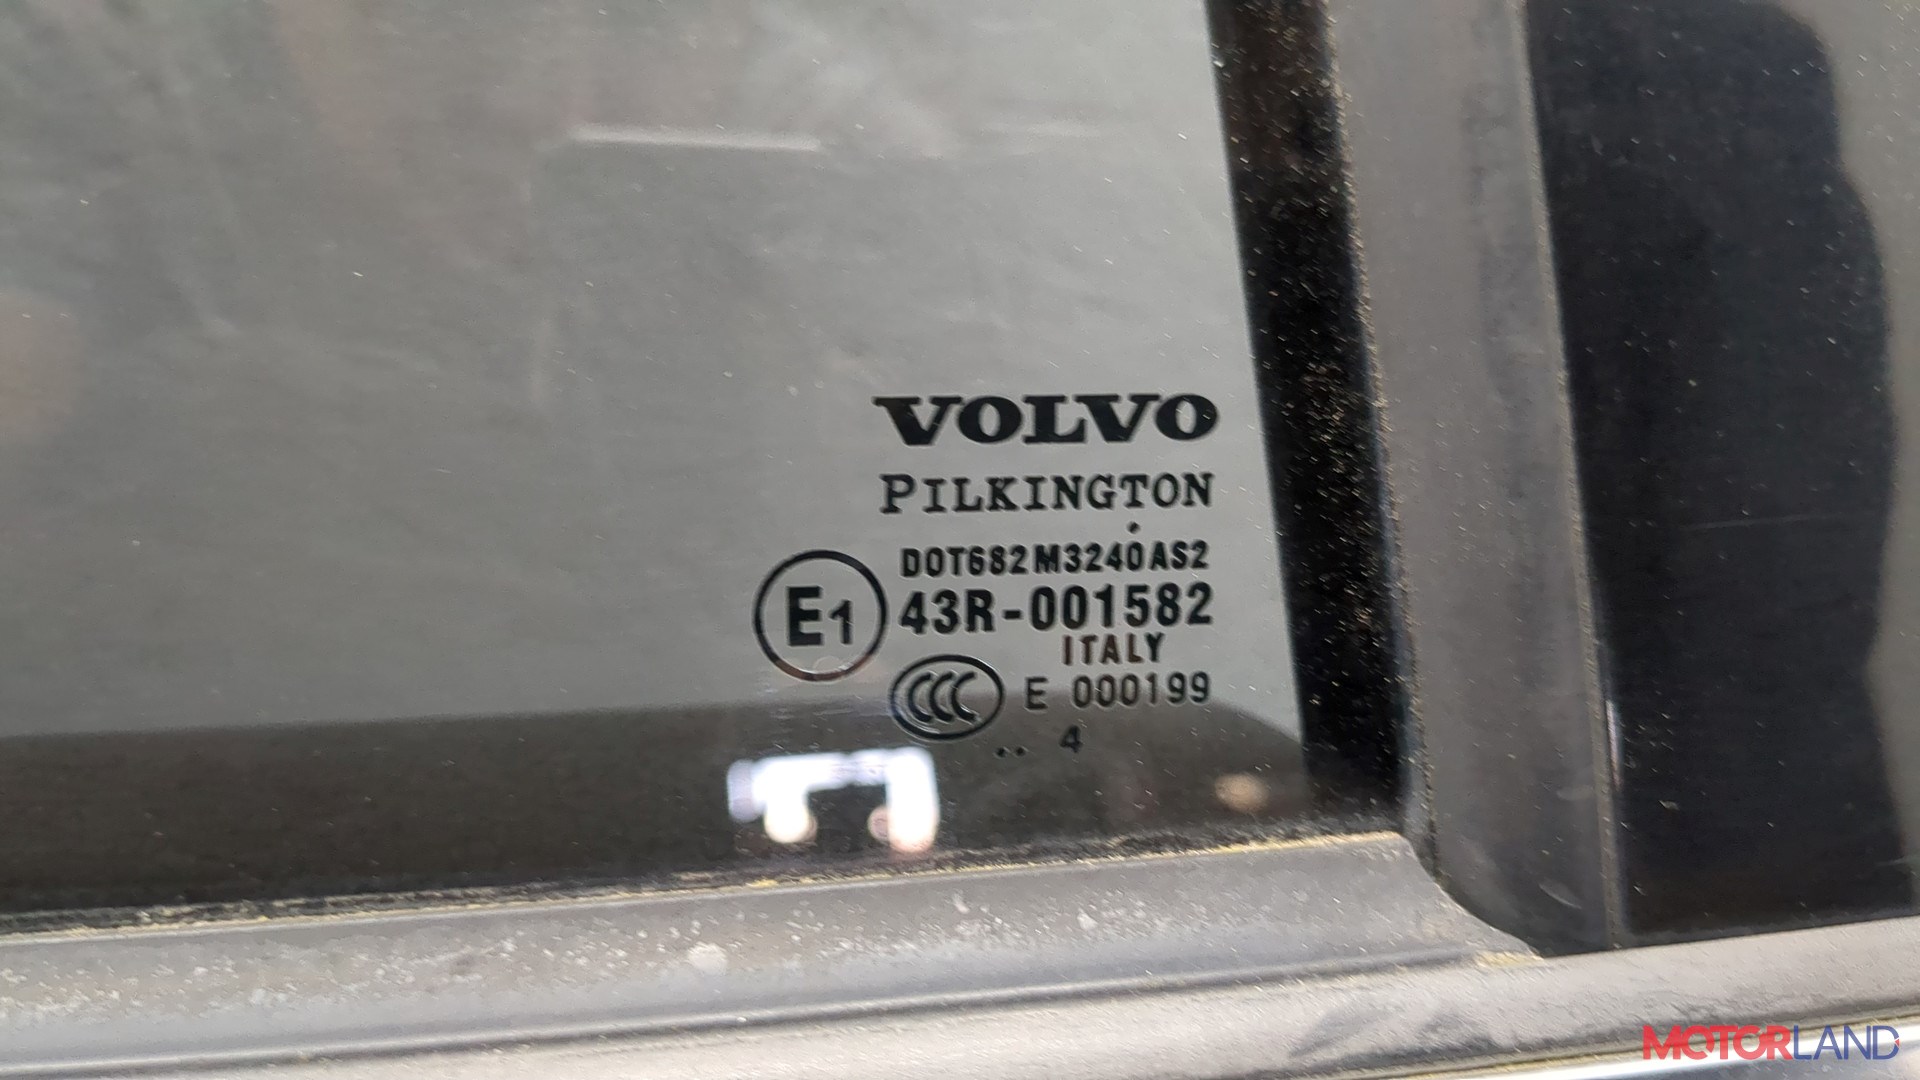 VOLVO
PILKINGTON
DOT682M3240AS2
E1 43R-001582
ITALY
CCC E 000199
.. 4
MOTORLAND